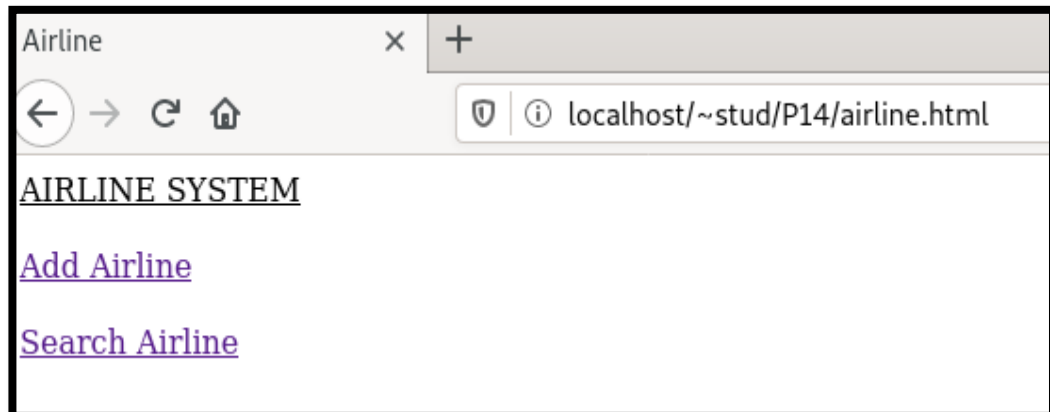 Airline
localhost/~stud/P14/airline.html
AIRLINE SYSTEM
Add Airline
Search Airline